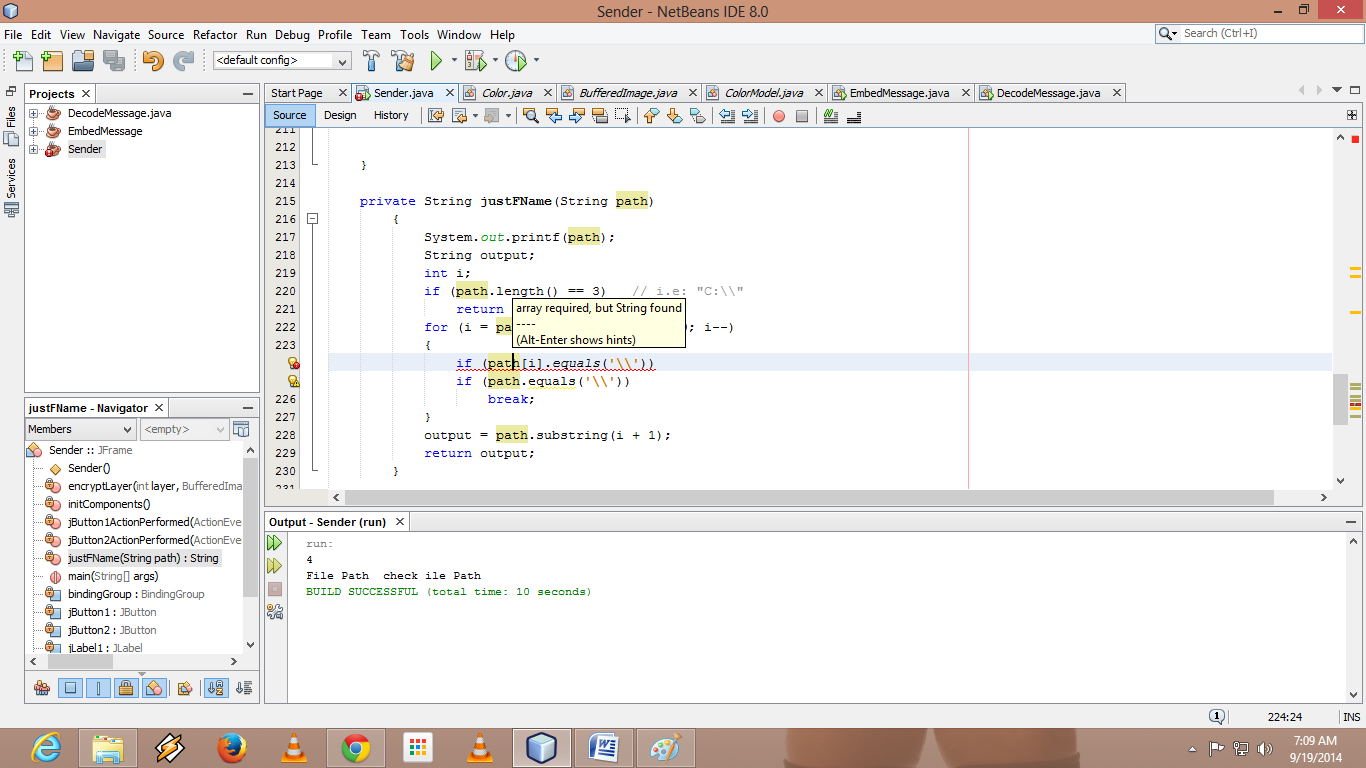 Sender - NetBeans IDE 8.0
File Edit View Navigate Source Refactor Run Debug Profile Team Tools Window Help
Search (Ctrl+I)
<default config>
Files
Services
Projects
DecodeMessage.java
EmbedMessage
Sender
justFName - Navigator
Members
<empty>
Sender :: JFrame
Sender()
encryptLayer(int layer, BufferedIma
initComponents()
jButton1ActionPerformed(ActionEve
jButton2ActionPerformed(ActionEve
justFName(String path) : String
main(String[] args)
bindingGroup : BindingGroup
jButton1 : JButton
jButton2 : JButton
jLabel1 : JLabel
Start Page Sender.java Color.java BufferedImage.java ColorModel.java EmbedMessage.java DecodeMessage.java
Source Design History
211
212
213 }
214
215 private String justFName(String path)
216 {
217 System.out.printf(path);
218 String output;
219 int i;
220 if (path.length() == 3) // i.e: "C:\\"
221 return
222 for (i = pa ; i--)
223 {
if (path[i].equals('\\'))
if (path.equals('\\'))
226 break;
227 }
228 output = path.substring(i + 1);
229 return output;
230 }
231
array required, but String found
----
(Alt-Enter shows hints)
Output - Sender (run)
run:
4
File Path check ile Path
BUILD SUCCESSFUL (total time: 10 seconds)
1
224:24 INS
7:09 AM
9/19/2014